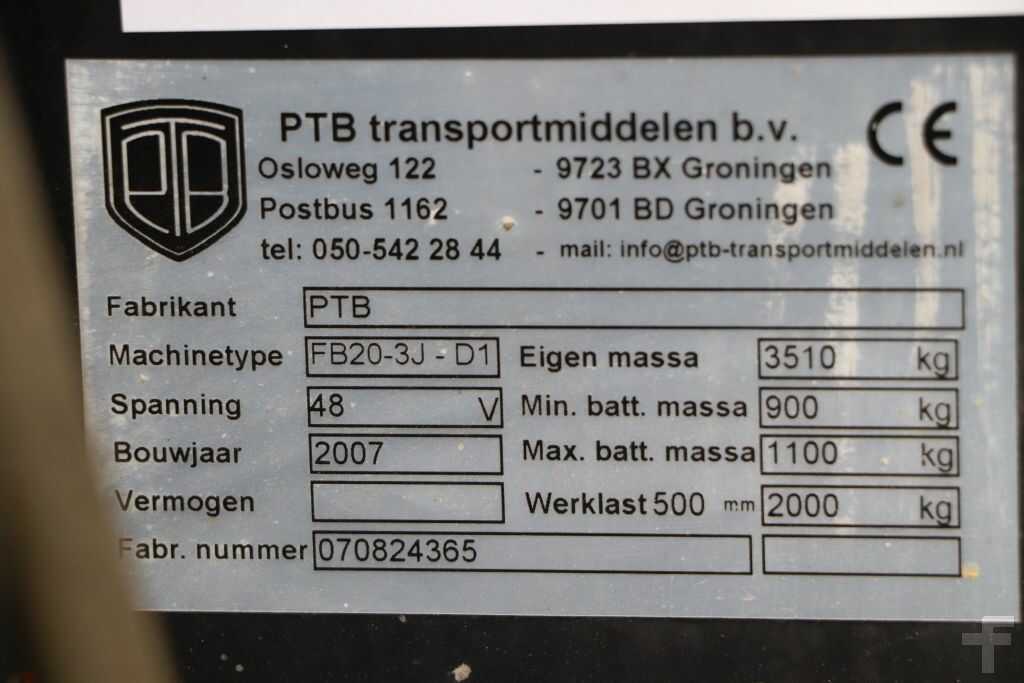 PTB
PTB transportmiddelen b.v.
CE
Osloweg 122 - 9723 BX Groningen
Postbus 1162 - 9701 BD Groningen
tel: 050-542 28 44 - mail: info@ptb-transportmiddelen.nl
Fabrikant PTB
Machinetype FB20-3J - D1 Eigen massa 3510 kg
Spanning 48 V Min. batt. massa 900 kg
Bouwjaar 2007 Max. batt. massa 1100 kg
Vermogen Werklast 500 mm 2000 kg
Fabr. nummer 070824365